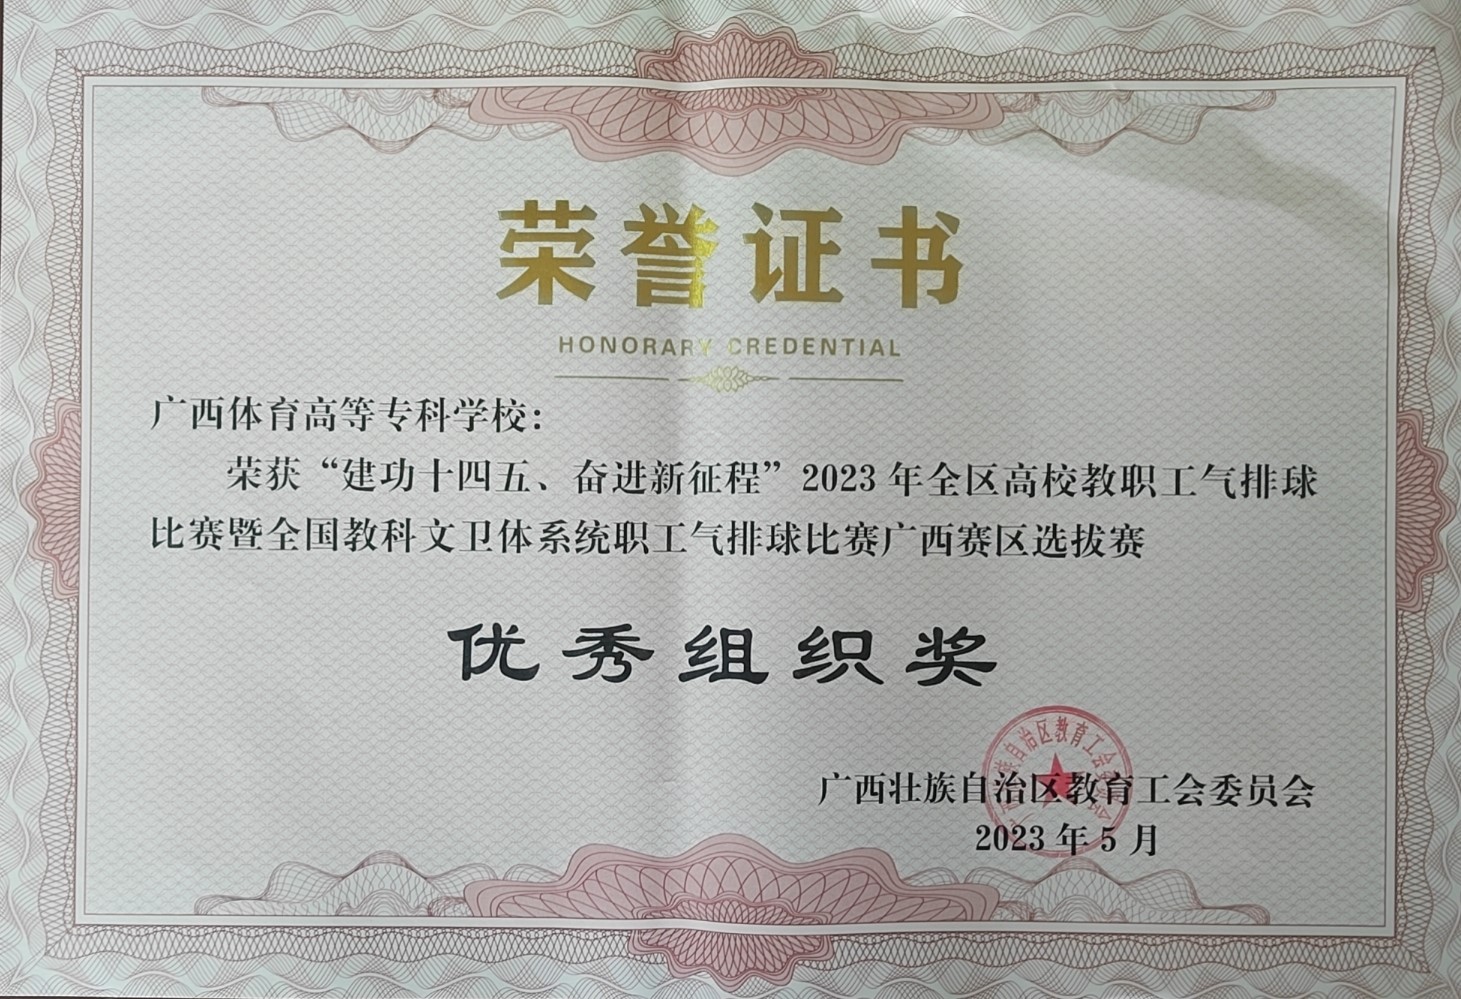 荣誉证书
HONORARY CREDENTIAL
广西体育高等专科学校：
荣获“建功十四五、奋进新征程”2023年全区高校教职工气排球
比赛暨全国教科文卫体系统职工气排球比赛广西赛区选拔赛
优秀组织奖
广西壮族自治区教育工会委员会
2023年5月